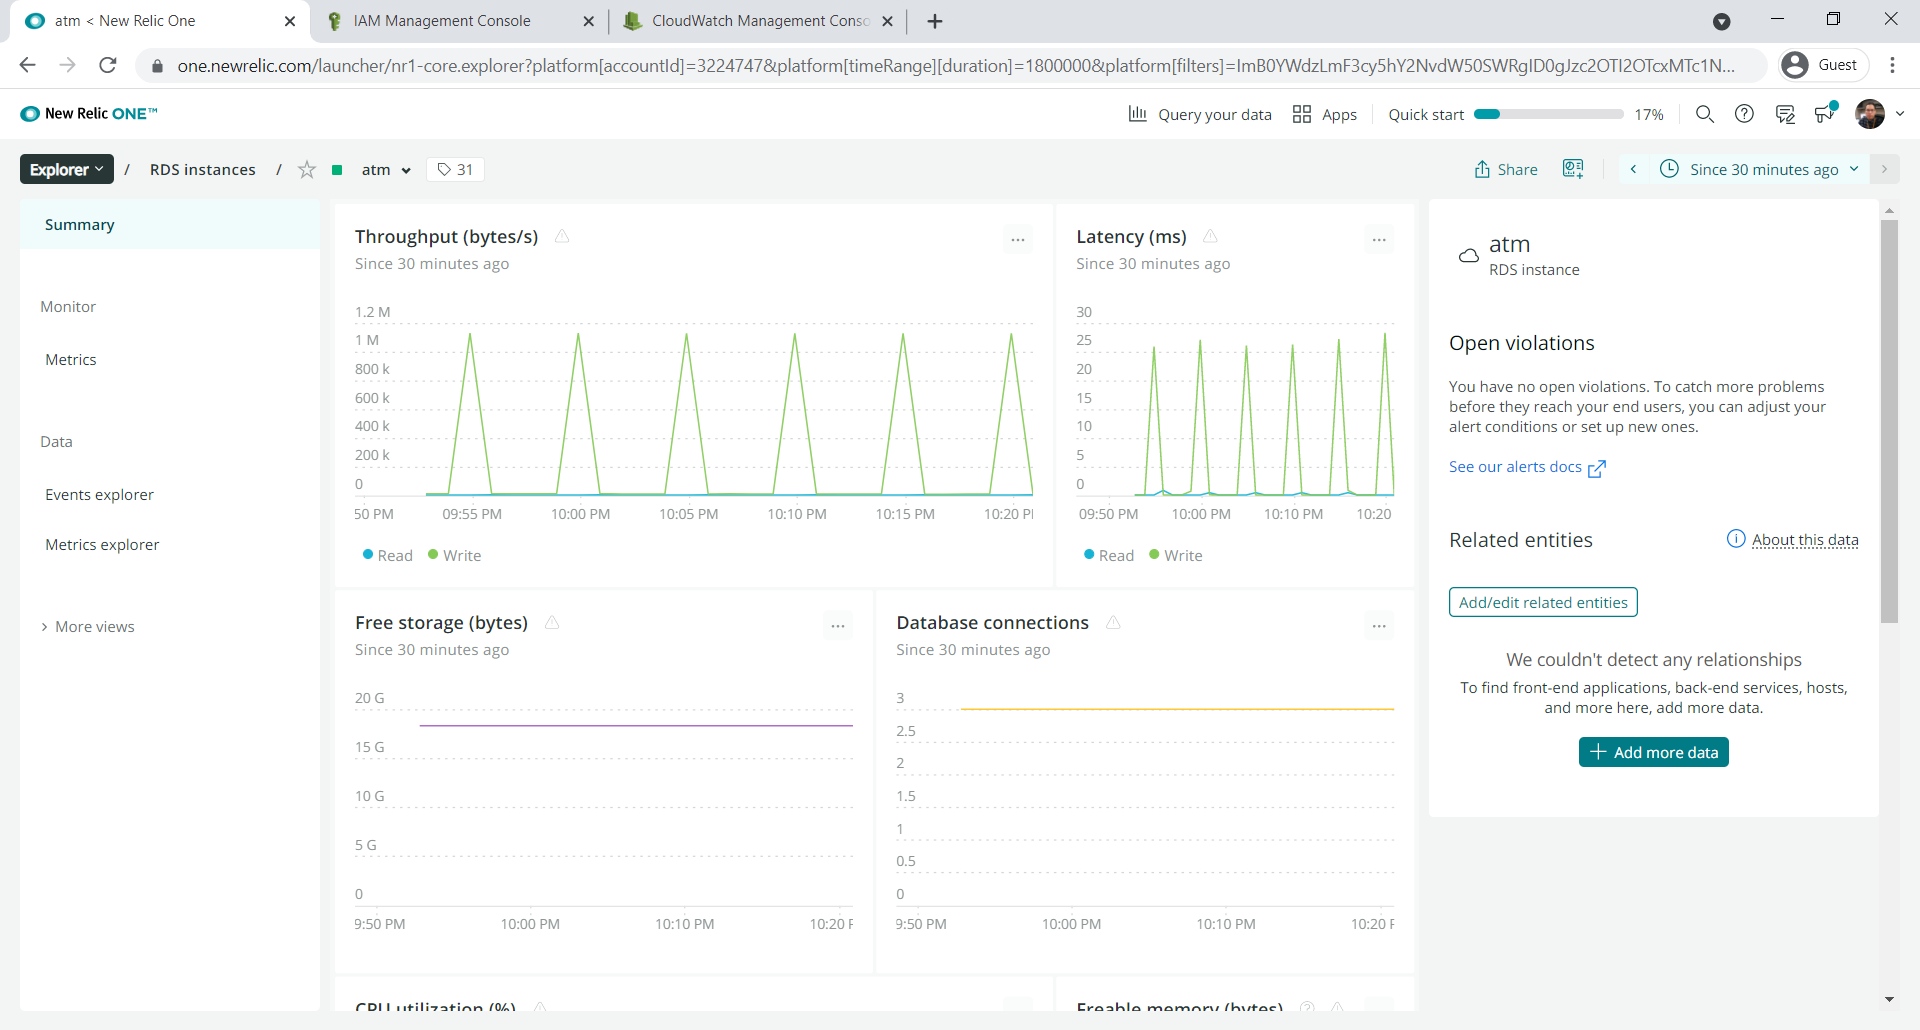 atm < New Relic One
IAM Management Console
CloudWatch Management Conso
one.newrelic.com/launcher/nr1-core.explorer?platform[accountId]=3224747&platform[timeRange][duration]=1800000&platform[filters]=ImB0YWdzLmF3cy5hY2NvdW50SWRgID0gJzc2OTI2OTcxMTc1N...
Guest
New Relic ONE™
Query your data
Apps
Quick start
17%
Explorer
/
RDS instances
/
atm
31
Share
Since 30 minutes ago
Summary
Monitor
Metrics
Data
Events explorer
Metrics explorer
More views
Throughput (bytes/s)
Since 30 minutes ago
1.2 M
1 M
800 k
600 k
400 k
200 k
0
:50 PM 09:55 PM 10:00 PM 10:05 PM 10:10 PM 10:15 PM 10:20 P
Read Write
Latency (ms)
Since 30 minutes ago
30
25
20
15
10
5
0
09:50 PM 10:00 PM 10:10 PM 10:20
Read Write
Free storage (bytes)
Since 30 minutes ago
20 G
15 G
10 G
5 G
0
9:50 PM 10:00 PM 10:10 PM 10:20 P
Database connections
Since 30 minutes ago
3
2.5
2
1.5
1
0.5
0
9:50 PM 10:00 PM 10:10 PM 10:20 P
CPU utilization (%)
Freable memory (bytes)
atm
RDS instance
Open violations
You have no open violations. To catch more problems
before they reach your end users, you can adjust your
alert conditions or set up new ones.
See our alerts docs
Related entities
About this data
Add/edit related entities
We couldn't detect any relationships
To find front-end applications, back-end services, hosts,
and more here, add more data.
Add more data